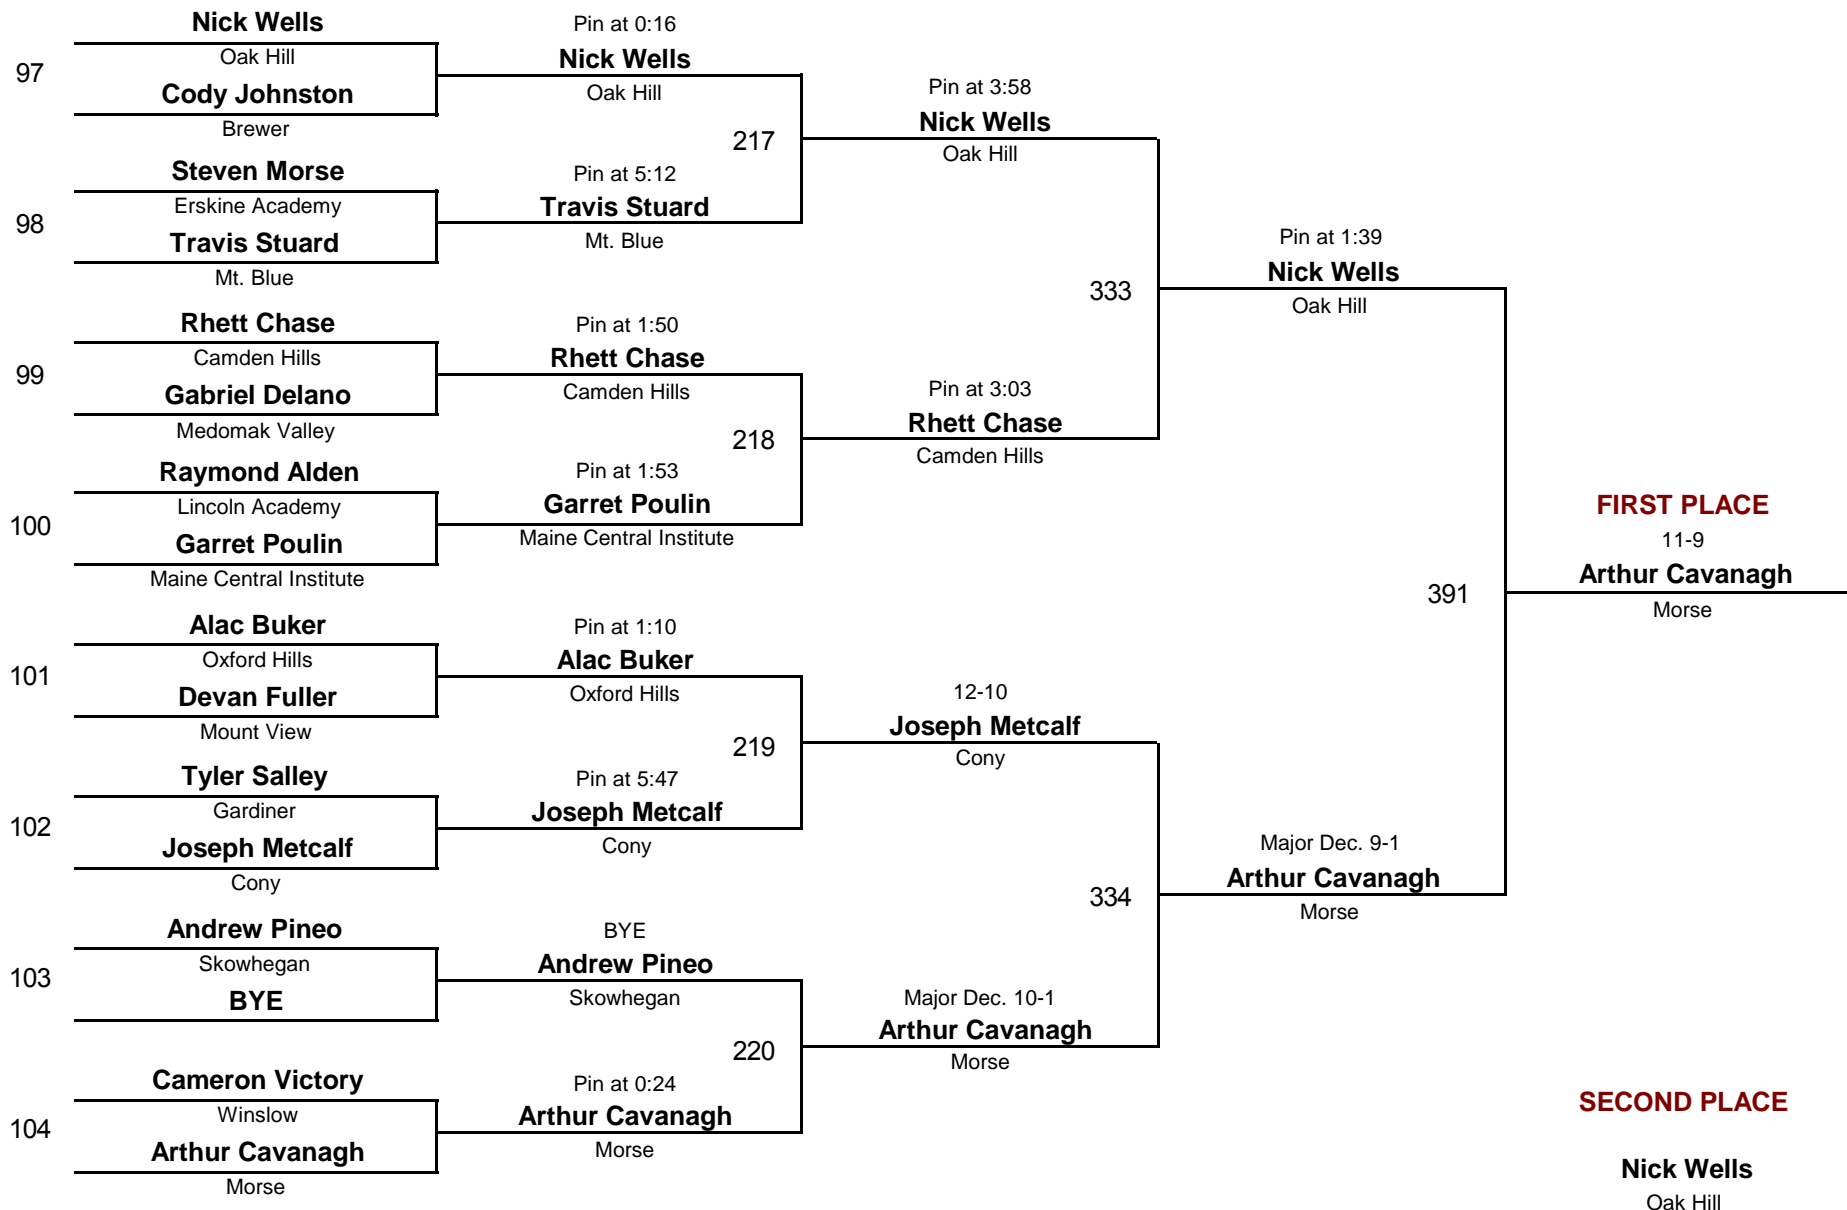 Nick Wells
Oak Hill
97
Cody Johnston
Brewer
Steven Morse
Erskine Academy
98
Travis Stuard
Mt. Blue
Rhett Chase
Camden Hills
99
Gabriel Delano
Medomak Valley
Raymond Alden
Lincoln Academy
100
Garret Poulin
Maine Central Institute
Alac Buker
Oxford Hills
101
Devan Fuller
Mount View
Tyler Salley
Gardiner
102
Joseph Metcalf
Cony
Andrew Pineo
Skowhegan
103
BYE
Cameron Victory
Winslow
104
Arthur Cavanagh
Morse
Pin at 0:16
Nick Wells
Oak Hill
217
Pin at 5:12
Travis Stuard
Mt. Blue
Pin at 1:50
Rhett Chase
Camden Hills
218
Pin at 1:53
Garret Poulin
Maine Central Institute
Pin at 1:10
Alac Buker
Oxford Hills
219
Pin at 5:47
Joseph Metcalf
Cony
BYE
Andrew Pineo
Skowhegan
220
Pin at 0:24
Arthur Cavanagh
Morse
Pin at 3:58
Nick Wells
Oak Hill
333
Pin at 3:03
Rhett Chase
Camden Hills
12-10
Joseph Metcalf
Cony
334
Major Dec. 10-1
Arthur Cavanagh
Morse
Pin at 1:39
Nick Wells
Oak Hill
391
Major Dec. 9-1
Arthur Cavanagh
Morse
FIRST PLACE
11-9
Arthur Cavanagh
Morse
SECOND PLACE
Nick Wells
Oak Hill